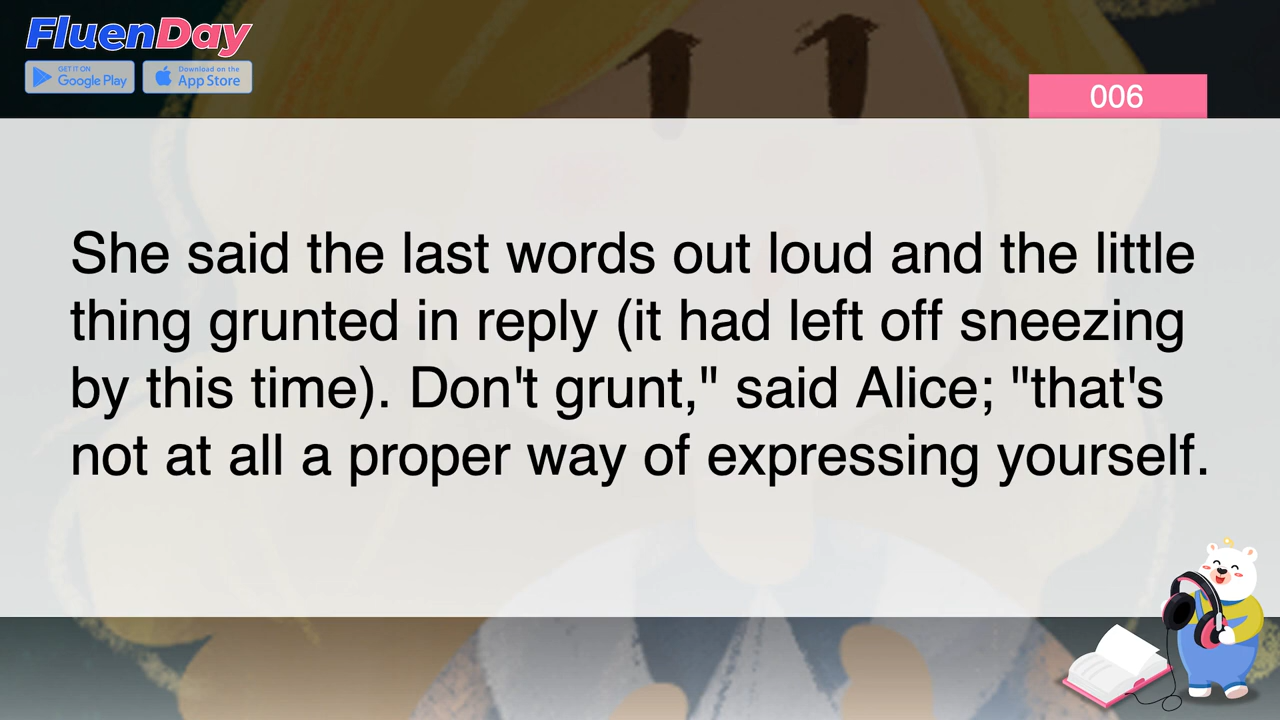 FluenDay
GET IT ON
Google Play
Download on the
App Store
006
She said the last words out loud and the little
thing grunted in reply (it had left off sneezing
by this time). Don't grunt," said Alice; "that's
not at all a proper way of expressing yourself.